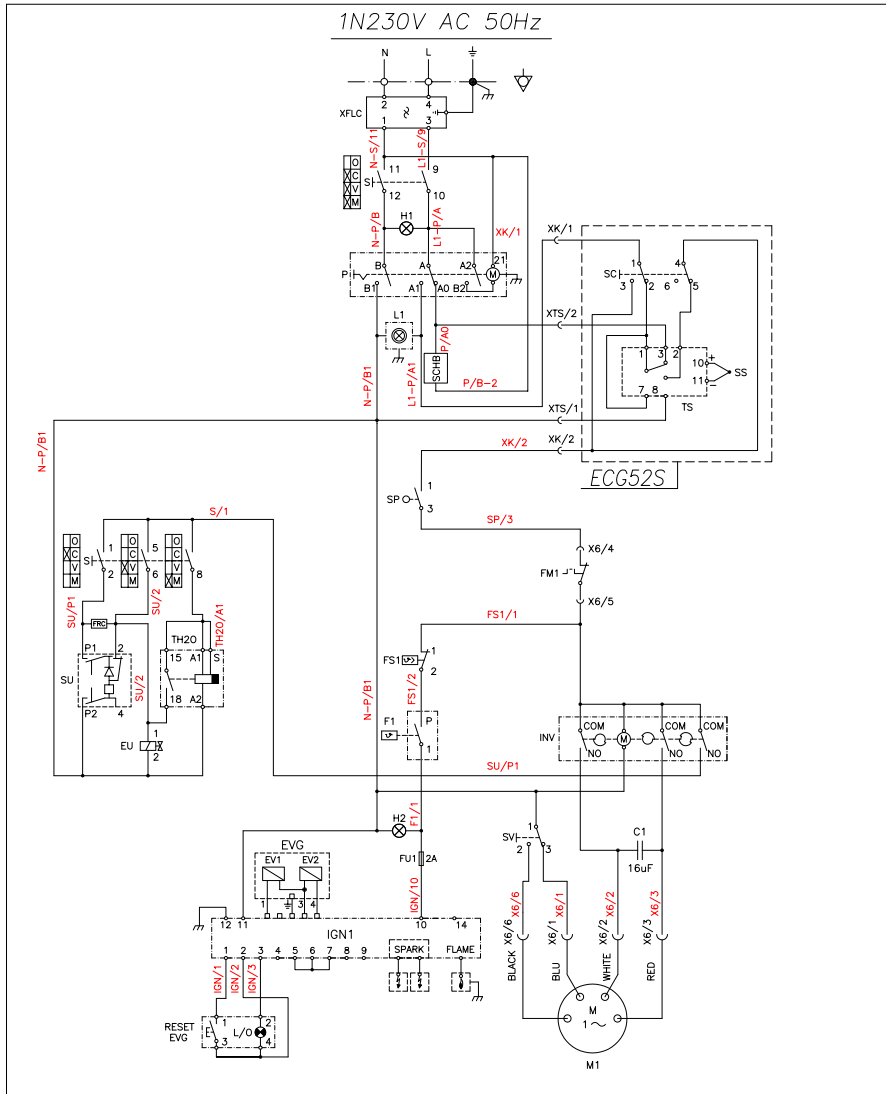 1N230V AC 50Hz
N L
2 4
XFLC
1 3
N-S/11 L1-S/9
O
C
V
M
S
11 9
12 10
H1
N-P/B L1-P/A XK/1
XK/1 XK/1
P
B A A2 21
M
B1 A1 A0 B2
SC
1 4
3 2 6 5
L1
XTS/2
P/A0
SCHB
P/B-2
N-P/B1 L1-P/A1
1 3 2
10 +
11 -
SS
7 8
TS
XTS/1
XK/2 XK/2
ECG52S
N-P/B1
SP
1
3
SP/3
S/1
X6/4
FM1
X6/5
O
C
V
M
S
1
2
O
C
V
M
5
6
O
C
V
M
8
SU/P1 SU/2 TH20/A1
FS1/1
FRC
TH20
P1 2
15 A1 S
SU
SU/2
18 A2
P2 4
FS1
1
2
FS1/2
N-P/B1
F1
P
1
EU
1
2
INV
COM COM COM
M
NO NO NO
SU/P1
F1/1
H2
FU1 2A
IGN/10
SV
1
2 3
C1
16uF
EVG
EV1 EV2
1 3 4
12 11 10 14
IGN1
1 2 3 4 5 6 7 8 9
SPARK FLAME
IGN/1 IGN/2 IGN/3
X6/6 X6/1 X6/2 X6/3
X6/6 X6/1 X6/2 X6/3
BLACK BLU WHITE RED
RESET
EVG
E
1
3
L/O
2
4
M
1~
M1